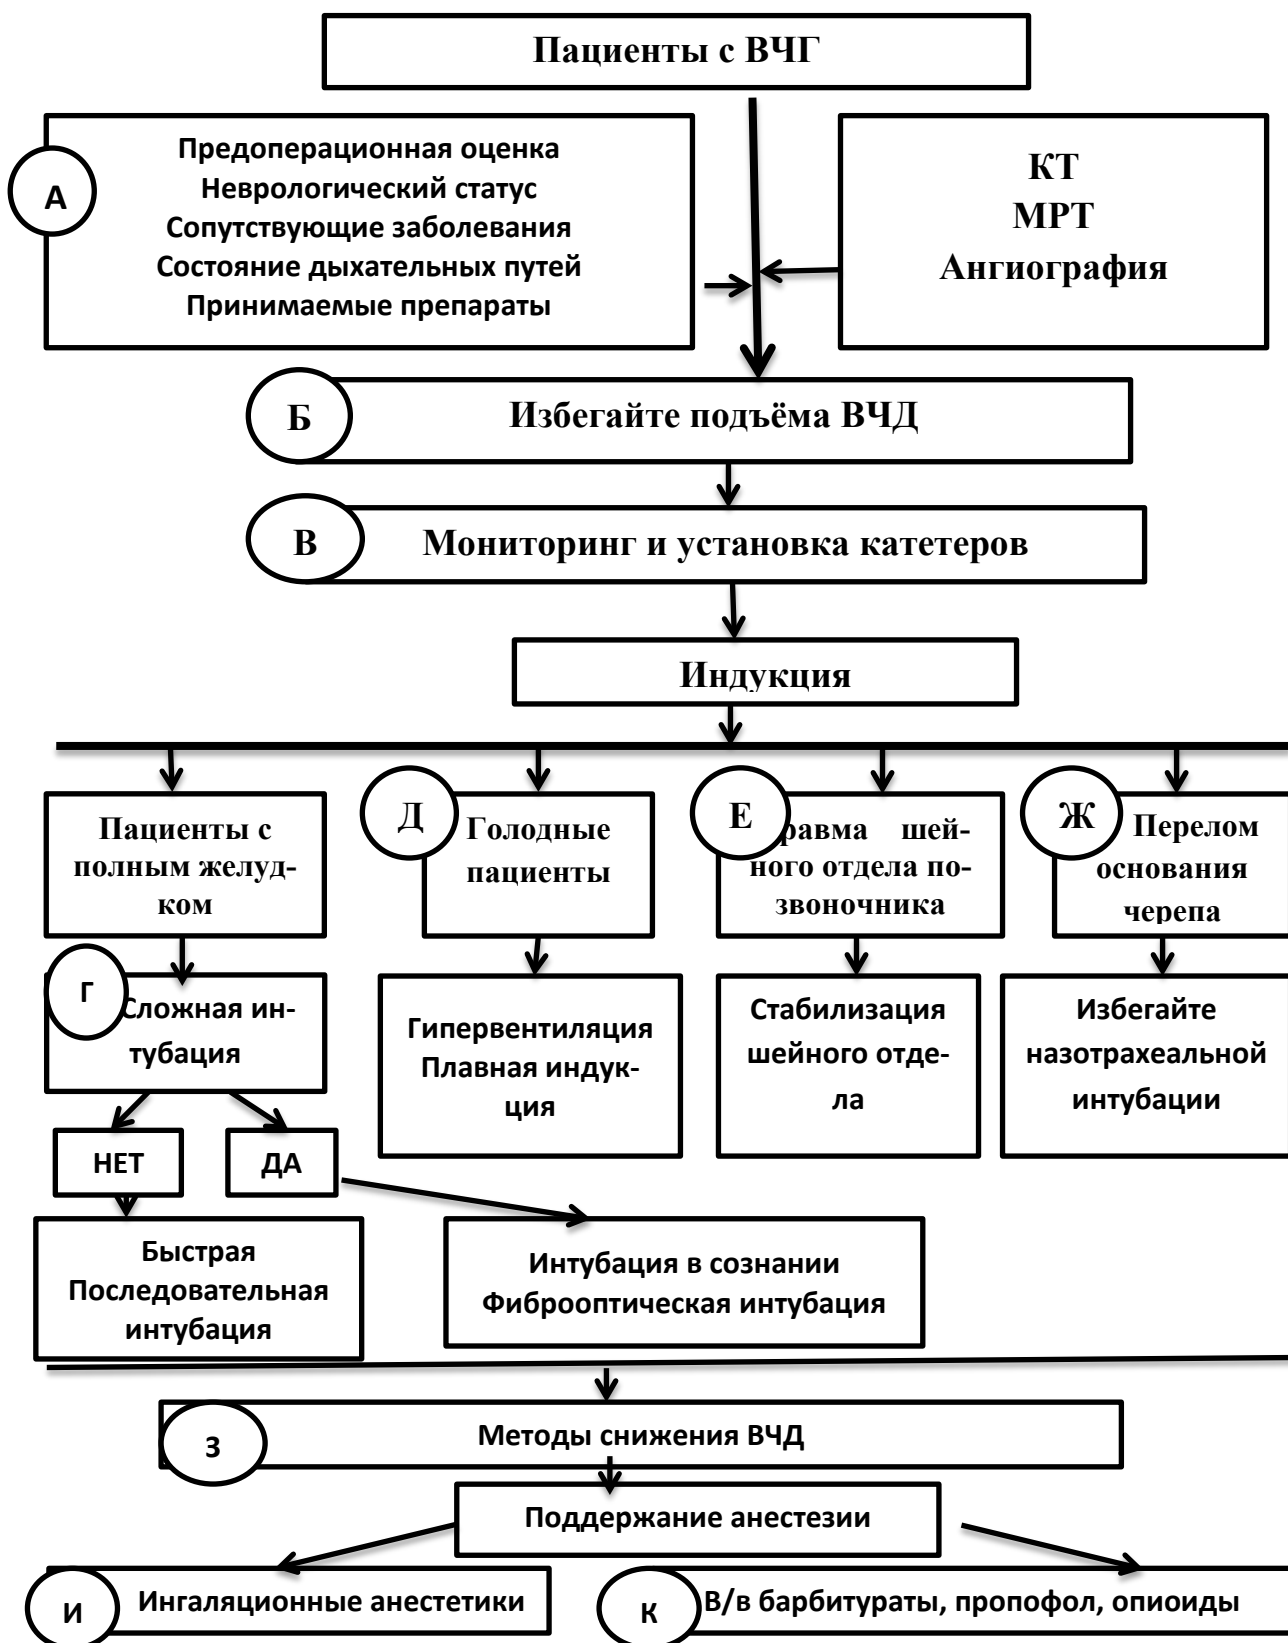 Пациенты с ВЧГ
А
Предоперационная оценка
Неврологический статус
Сопутствующие заболевания
Состояние дыхательных путей
Принимаемые препараты
КТ
МРТ
Ангиография
Б
Избегайте подъёма ВЧД
В
Мониторинг и установка катетеров
Индукция
Пациенты с
полным желуд-
ком
Д
Голодные
пациенты
Е
равма шей-
ного отдела по-
звоночника
Ж
Перелом
основания
черепа
Г
Сложная ин-
тубация
Гипервентиляция
Плавная индук-
ция
Стабилизация
шейного отде-
ла
Избегайте
назотрахеальной
интубации
НЕТ
ДА
Быстрая
Последовательная
интубация
Интубация в сознании
Фиброоптическая интубация
З
Методы снижения ВЧД
Поддержание анестезии
И
Ингаляционные анестетики
К
В/в барбитураты, пропофол, опиоиды